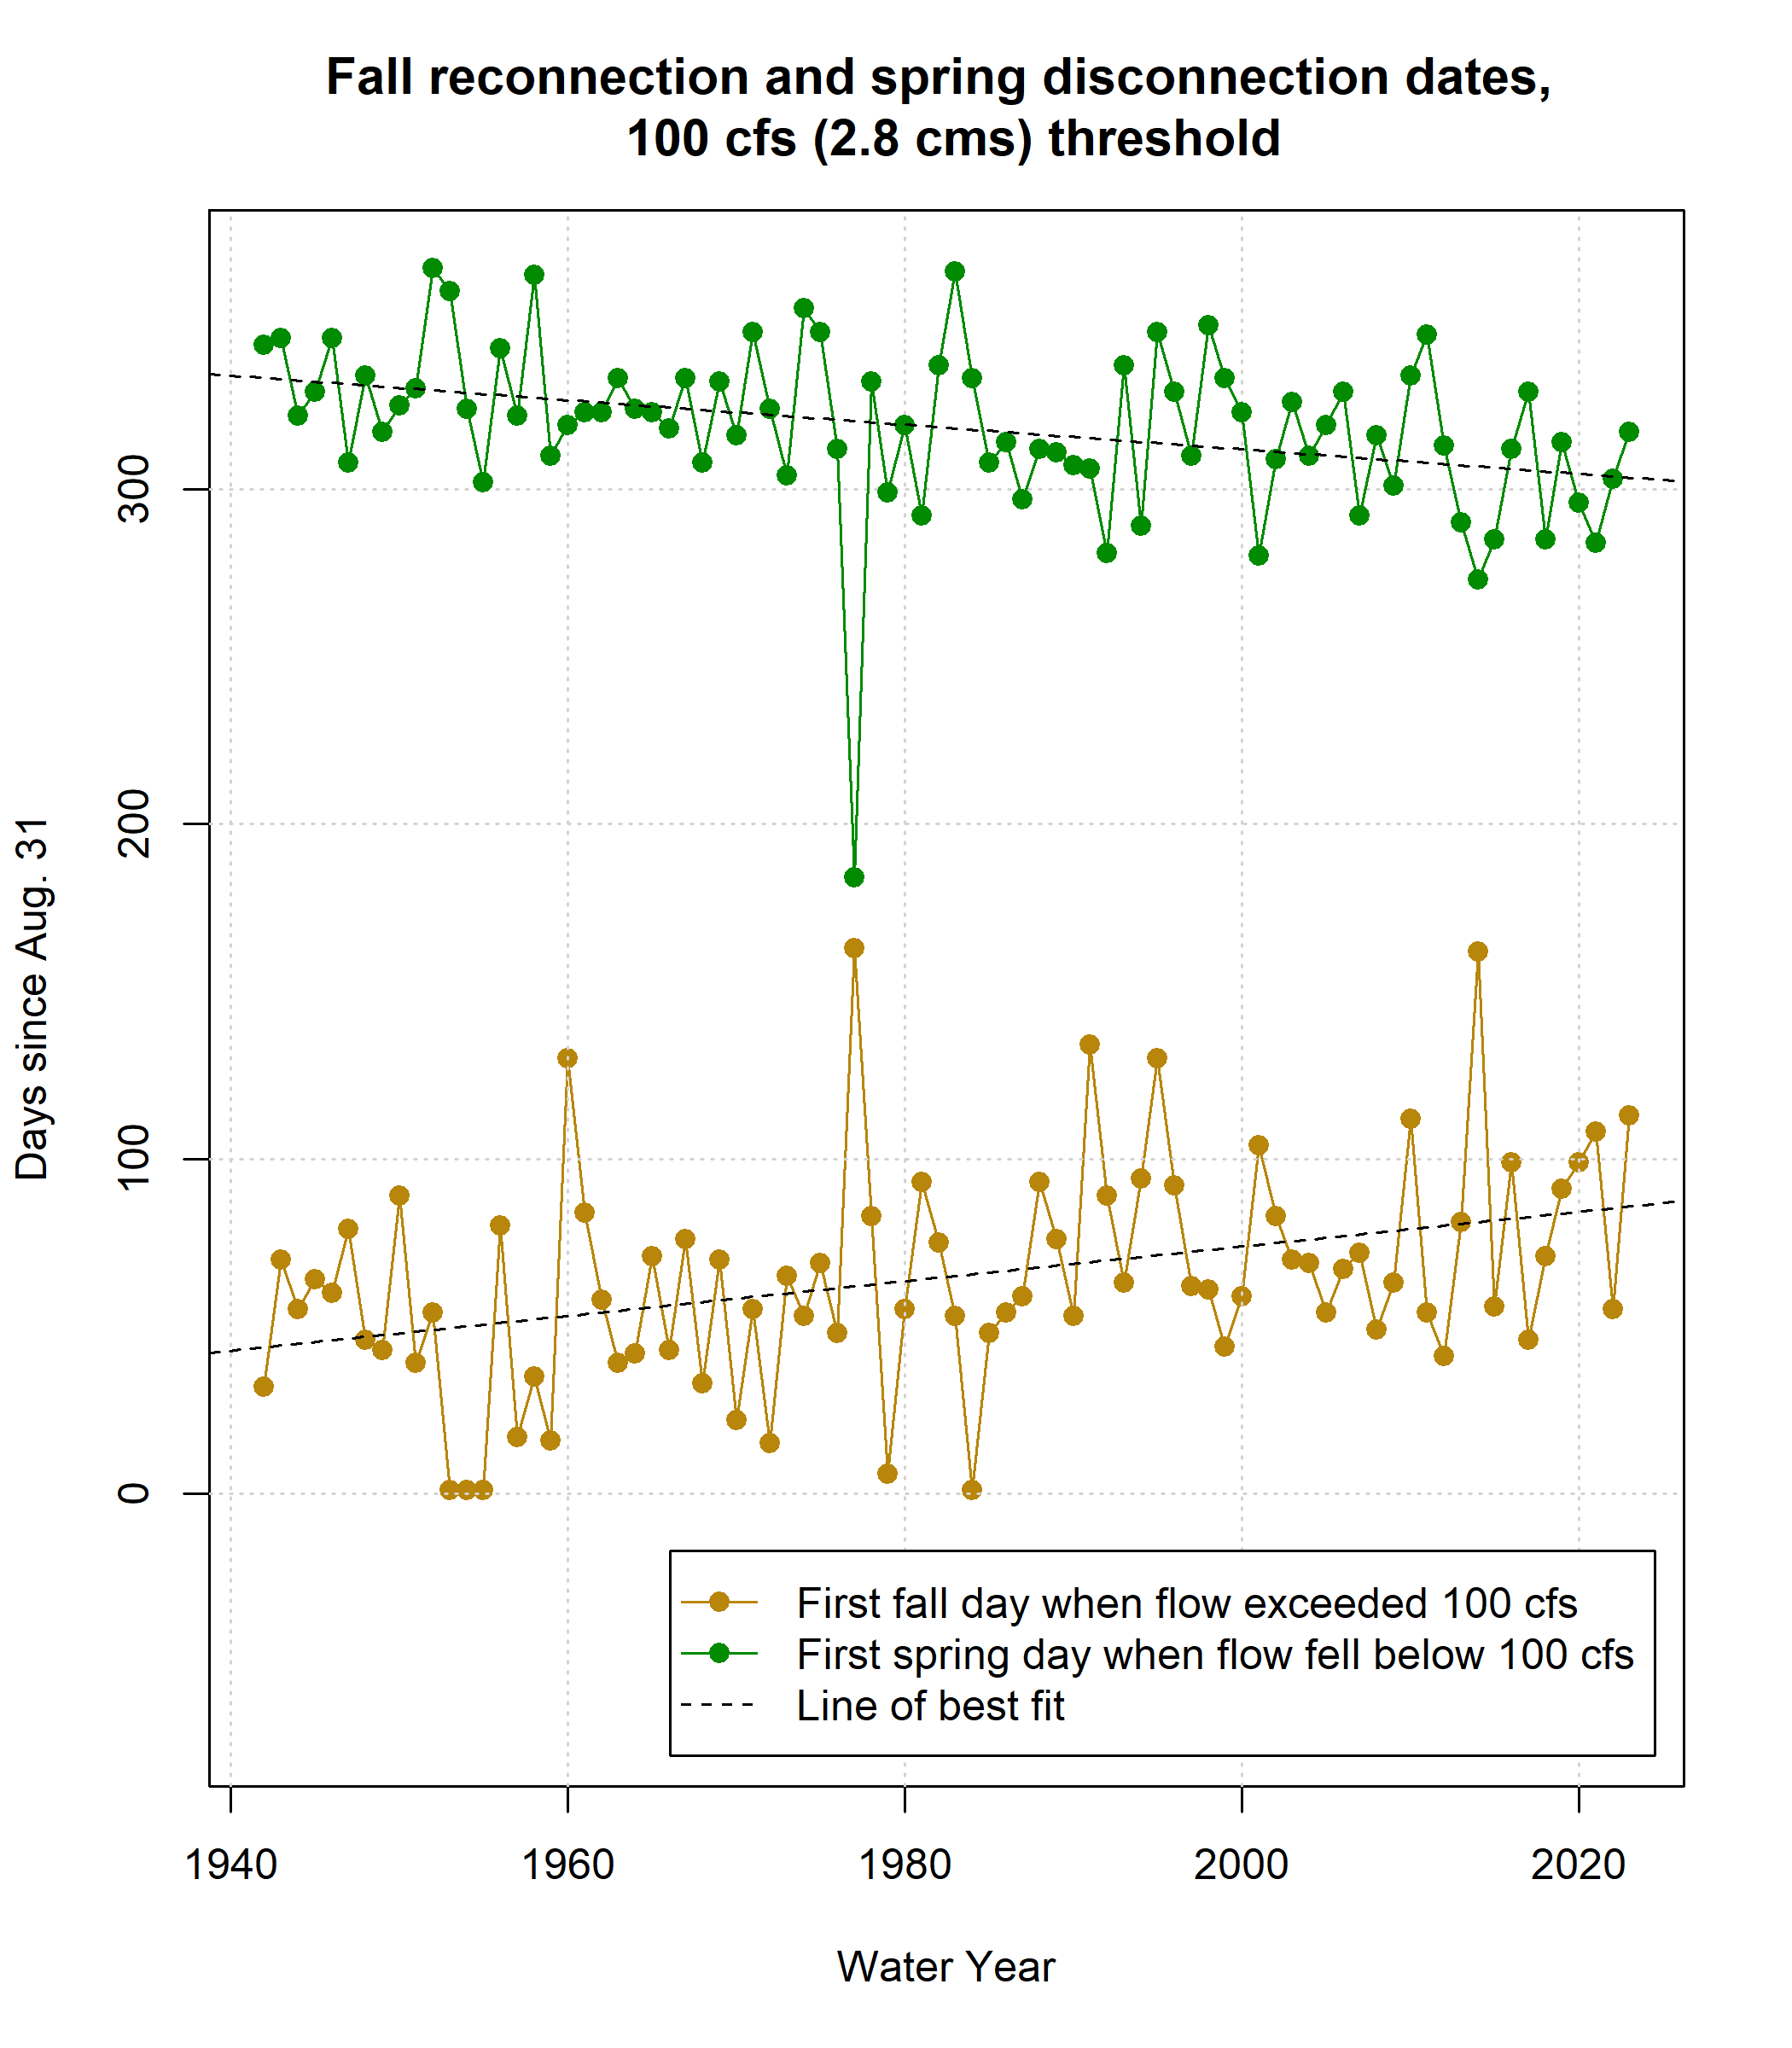 Fall reconnection and spring disconnection dates,
100 cfs (2.8 cms) threshold
Days since Aug. 31
300
200
100
0
First fall day when flow exceeded 100 cfs
First spring day when flow fell below 100 cfs
Line of best fit
1940 1960 1980 2000 2020
Water Year